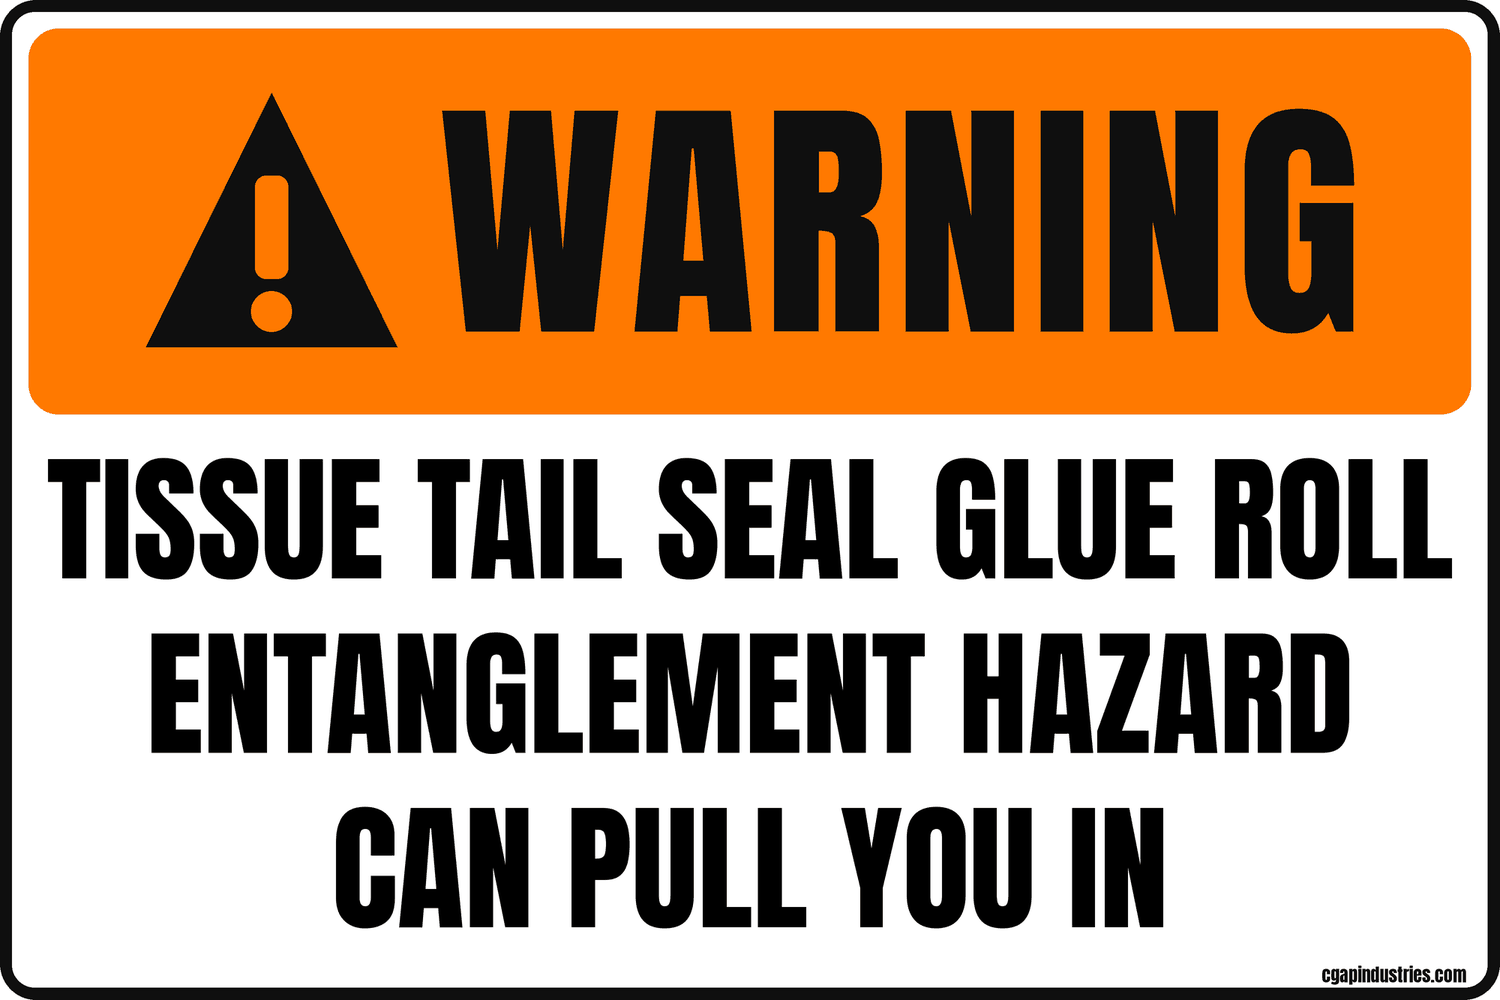 WARNING
TISSUE TAIL SEAL GLUE ROLL
ENTANGLEMENT HAZARD
CAN PULL YOU IN
cgapindustries.com